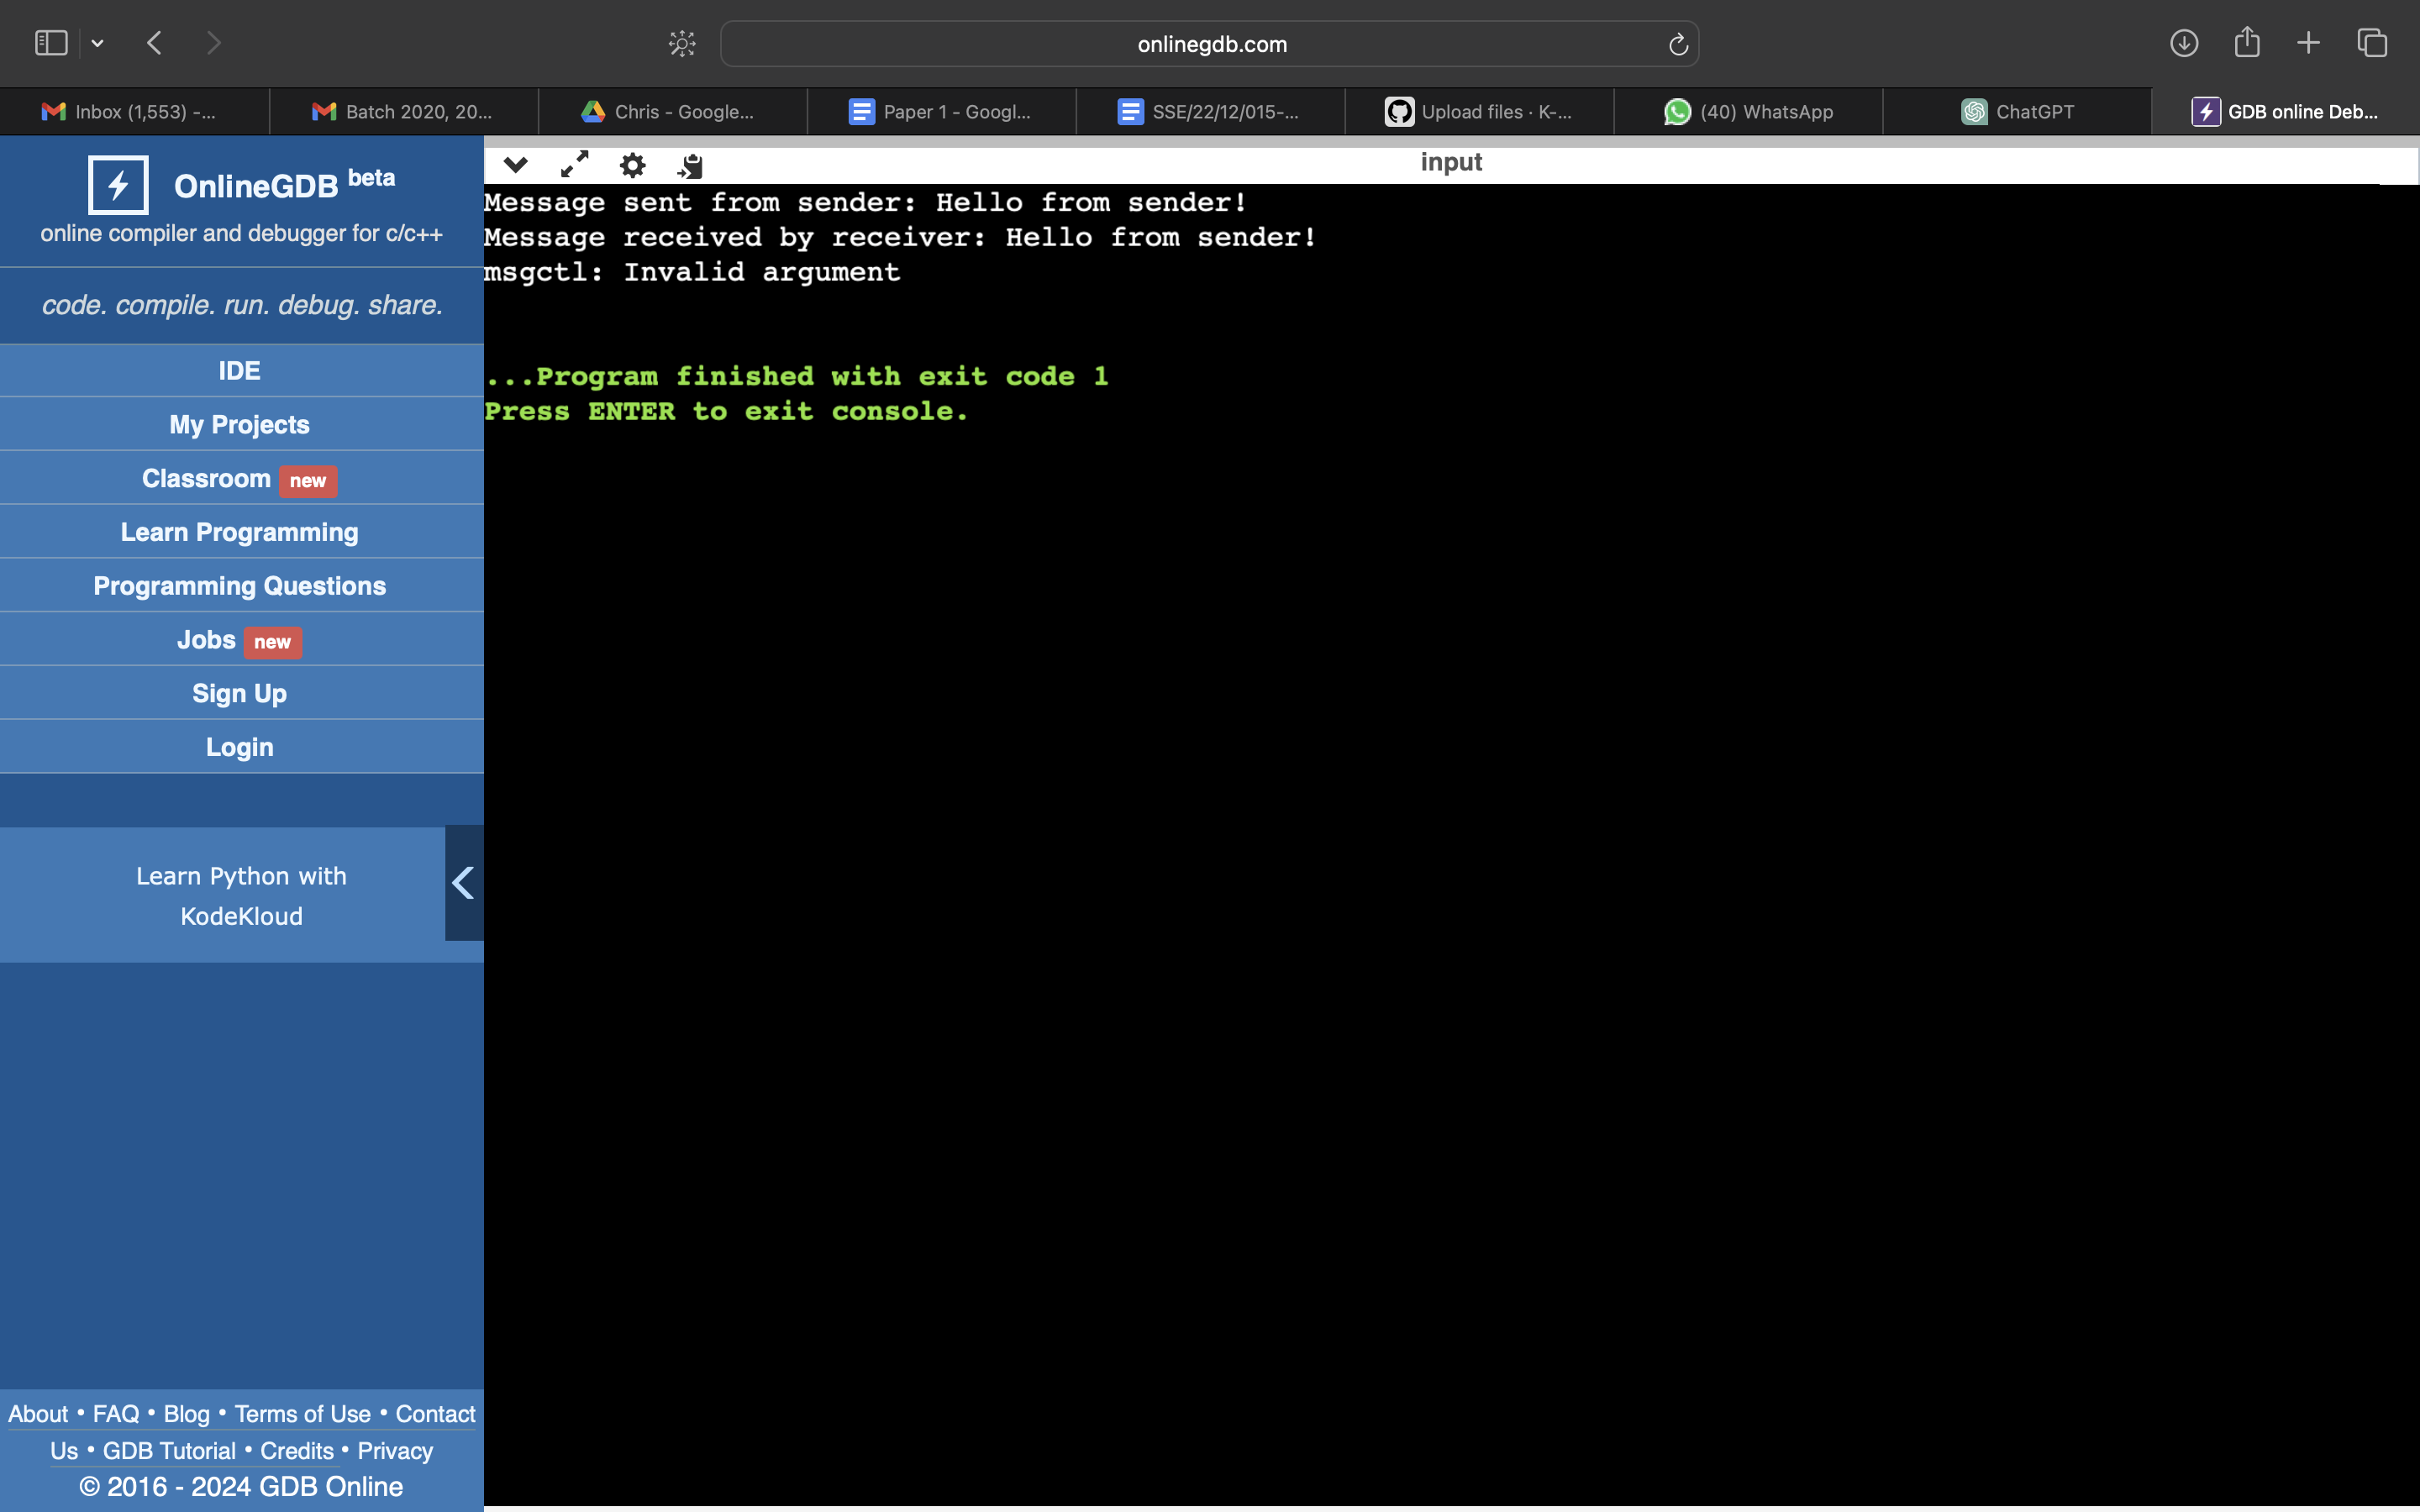 onlinegdb.com
Inbox (1,553) -...
Batch 2020, 20...
Chris - Google...
Paper 1 - Googl...
SSE/22/12/015-...
Upload files · K-...
(40) WhatsApp
ChatGPT
GDB online Deb...
OnlineGDB beta
online compiler and debugger for c/c++
code. compile. run. debug. share.
IDE
My Projects
Classroom new
Learn Programming
Programming Questions
Jobs new
Sign Up
Login
Learn Python with
KodeKloud
About • FAQ • Blog • Terms of Use • Contact
Us • GDB Tutorial • Credits • Privacy
© 2016 - 2024 GDB Online
input
Message sent from sender: Hello from sender!
Message received by receiver: Hello from sender!
msgctl: Invalid argument
...Program finished with exit code 1
Press ENTER to exit console.